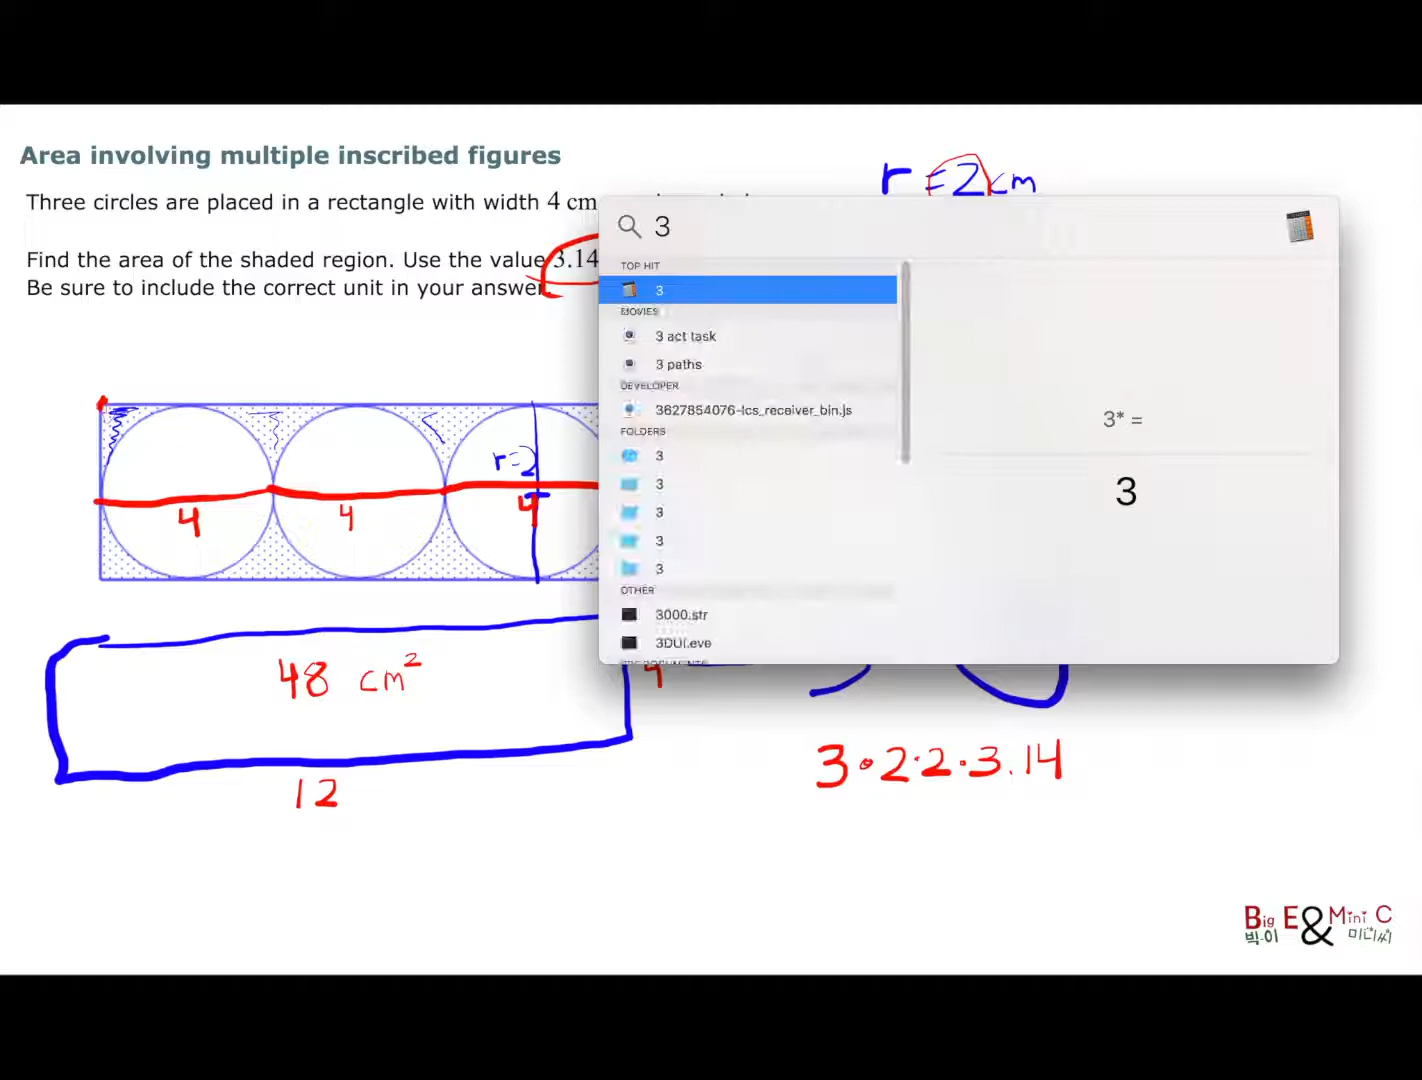 Area involving multiple inscribed figures
r = 2 cm
Three circles are placed in a rectangle with width 4 cm
Find the area of the shaded region. Use the value 3.14
Be sure to include the correct unit in your answer.
3
TOP HIT
3
MOVIES
3 act task
3 paths
DEVELOPER
3627854076-lcs_receiver_bin.js
FOLDERS
3
3
3
3
3
OTHER
3000.str
3DUI.eve
3* =
3
r=2
4
4
4
48 cm²
4
12
3·2·2·3.14
Big E & Mini C
빅이 미니씨